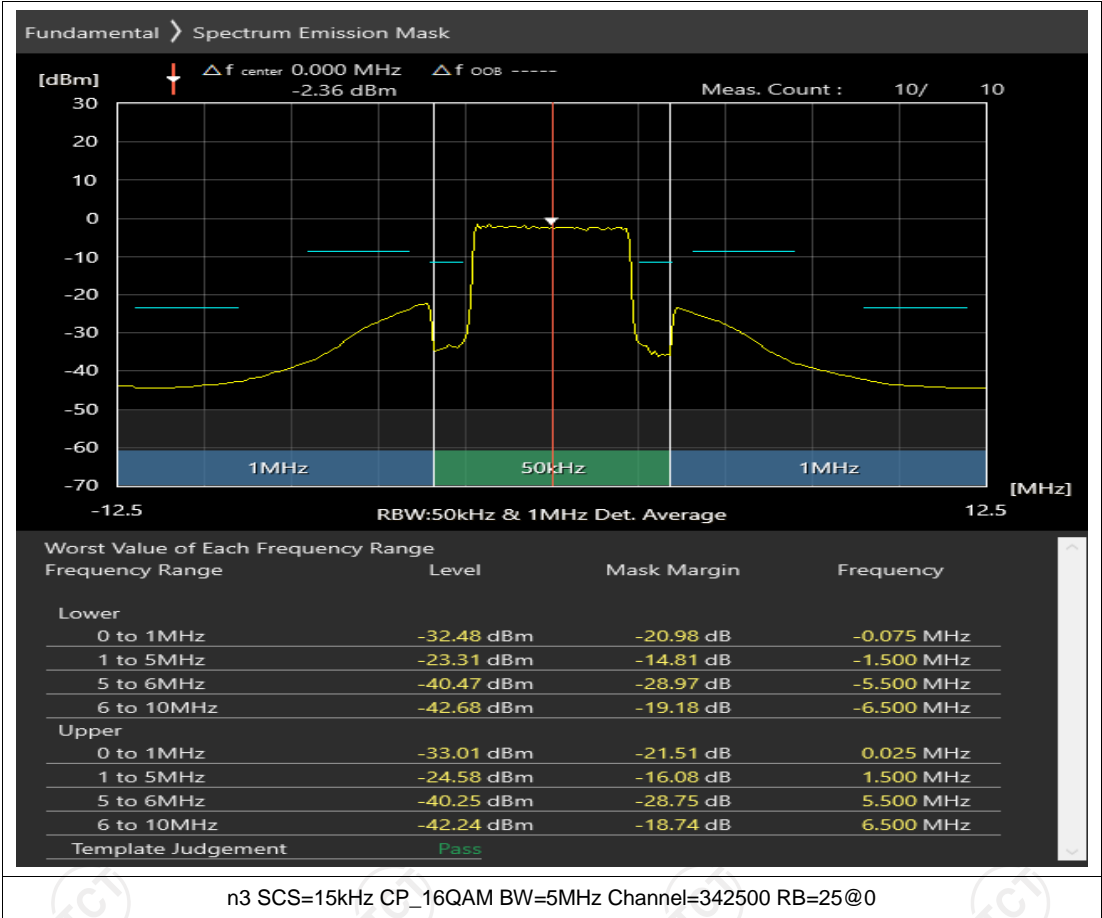 Fundamental ❯ Spectrum Emission Mask
[dBm] Δf center 0.000 MHz Δf OOB -----
-2.36 dBm Meas. Count : 10/ 10
30
20
10
0
-10
-20
-30
-40
-50
-60
1MHz 50kHz 1MHz
-70
[MHz]
-12.5 RBW:50kHz & 1MHz Det. Average 12.5
Worst Value of Each Frequency Range
Frequency Range Level Mask Margin Frequency
Lower
0 to 1MHz -32.48 dBm -20.98 dB -0.075 MHz
1 to 5MHz -23.31 dBm -14.81 dB -1.500 MHz
5 to 6MHz -40.47 dBm -28.97 dB -5.500 MHz
6 to 10MHz -42.68 dBm -19.18 dB -6.500 MHz
Upper
0 to 1MHz -33.01 dBm -21.51 dB 0.025 MHz
1 to 5MHz -24.58 dBm -16.08 dB 1.500 MHz
5 to 6MHz -40.25 dBm -28.75 dB 5.500 MHz
6 to 10MHz -42.24 dBm -18.74 dB 6.500 MHz
Template Judgement Pass
n3 SCS=15kHz CP_16QAM BW=5MHz Channel=342500 RB=25@0
TCT TCT TCT TCT TCT